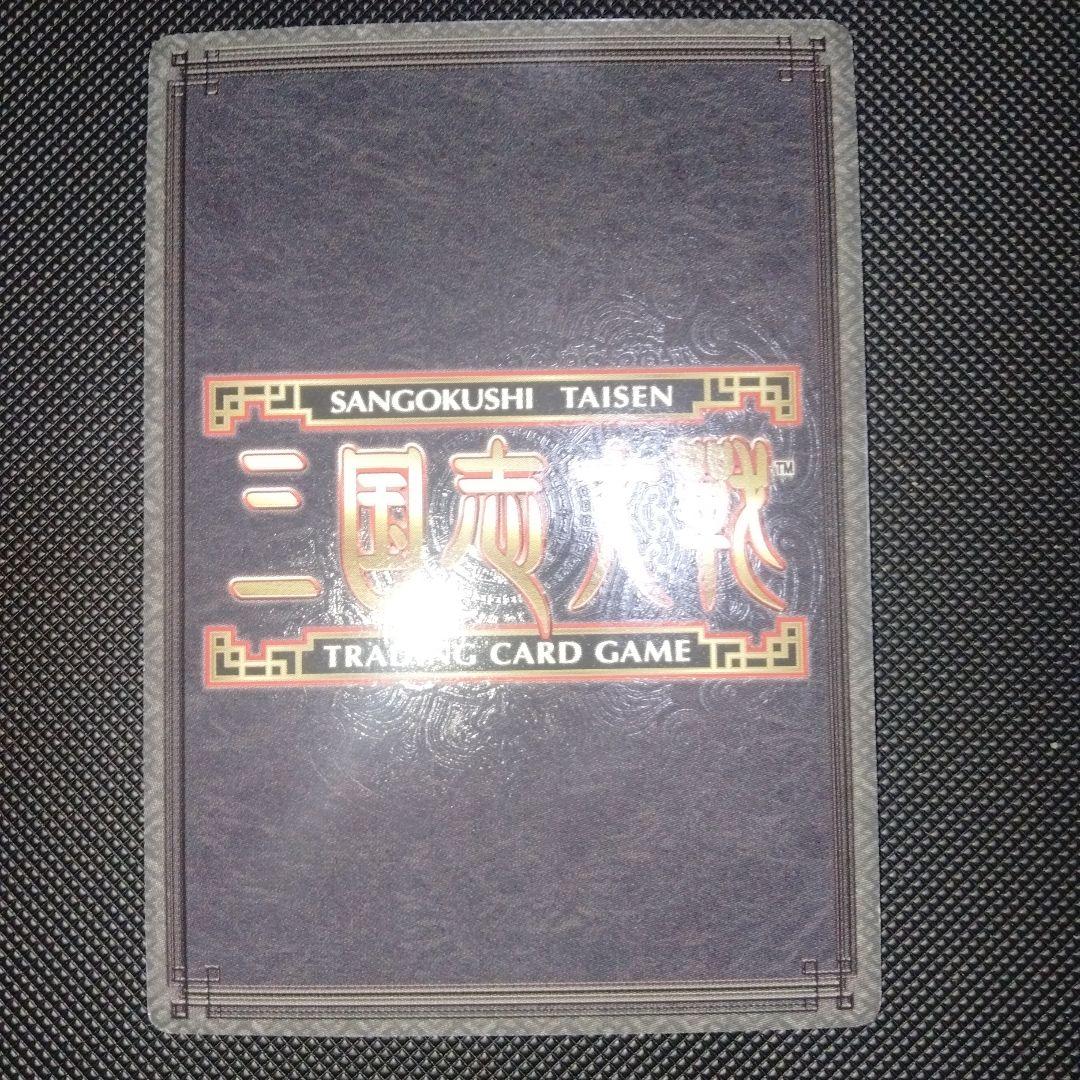 SANGOKUSHI TAISEN
三国志大戦™
TRADING CARD GAME